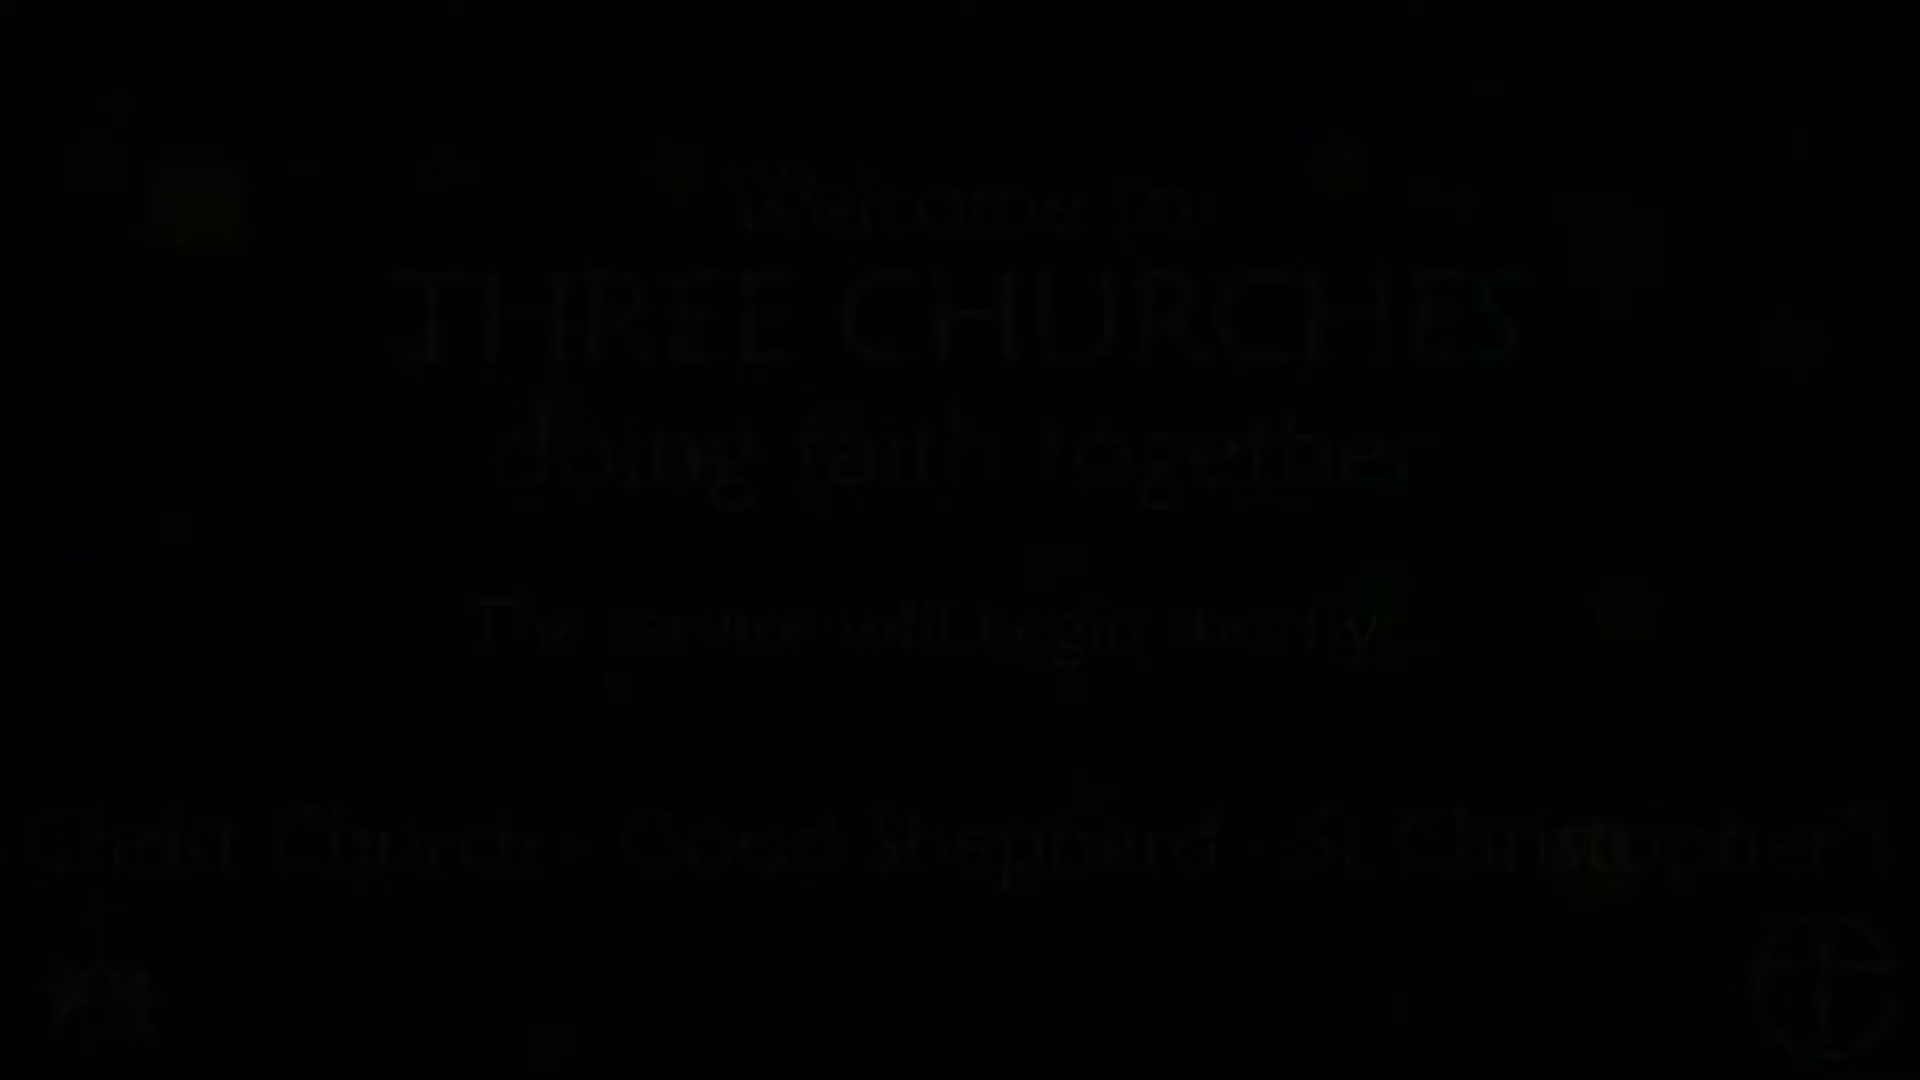 Welcome to
THREE CHURCHES
doing faith together
The service will begin shortly
Christ Church - Good Shepherd - St Christopher's